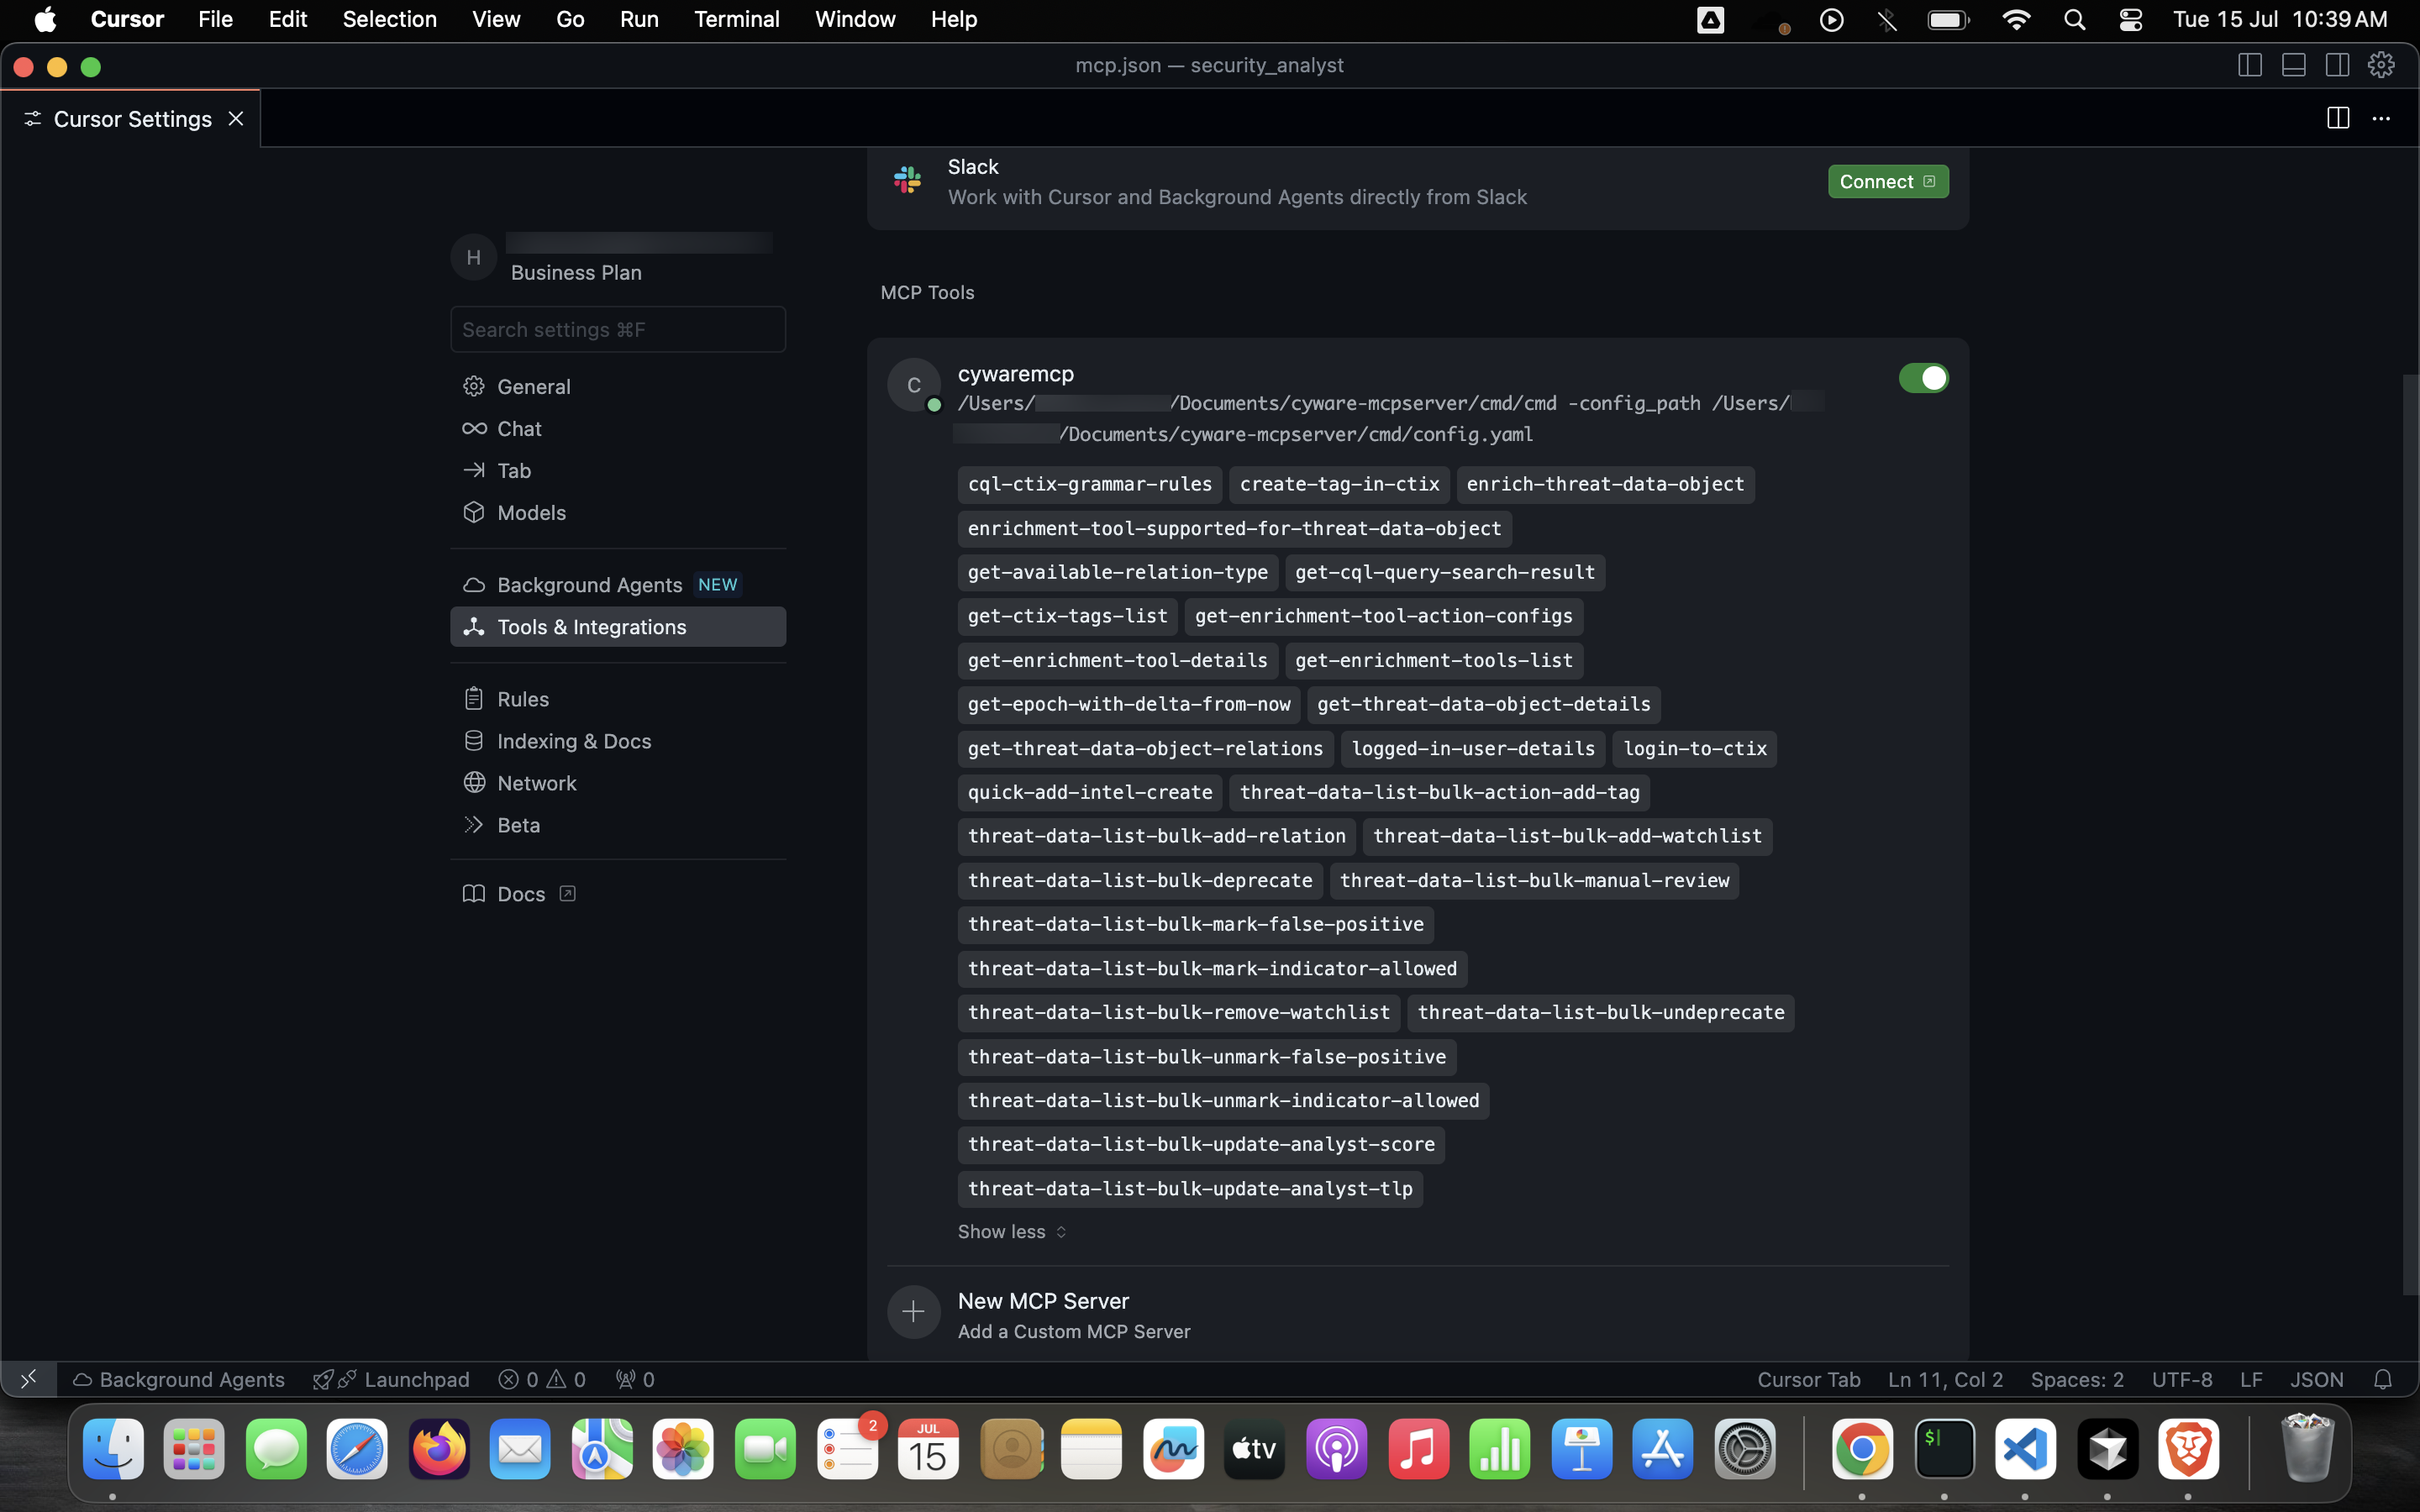 Cursor File Edit Selection View Go Run Terminal Window Help Tue 15 Jul 10:39 AM
mcp.json — security_analyst
Cursor Settings
Slack
Work with Cursor and Background Agents directly from Slack
Connect
H
Business Plan
Search settings ⌘F
General
Chat
Tab
Models
Background Agents NEW
Tools & Integrations
Rules
Indexing & Docs
Network
Beta
Docs
MCP Tools
C
cywaremcp
/Users/ /Documents/cyware-mcpserver/cmd/cmd -config_path /Users/
/Documents/cyware-mcpserver/cmd/config.yaml
cql-ctix-grammar-rules create-tag-in-ctix enrich-threat-data-object
enrichment-tool-supported-for-threat-data-object
get-available-relation-type get-cql-query-search-result
get-ctix-tags-list get-enrichment-tool-action-configs
get-enrichment-tool-details get-enrichment-tools-list
get-epoch-with-delta-from-now get-threat-data-object-details
get-threat-data-object-relations logged-in-user-details login-to-ctix
quick-add-intel-create threat-data-list-bulk-action-add-tag
threat-data-list-bulk-add-relation threat-data-list-bulk-add-watchlist
threat-data-list-bulk-deprecate threat-data-list-bulk-manual-review
threat-data-list-bulk-mark-false-positive
threat-data-list-bulk-mark-indicator-allowed
threat-data-list-bulk-remove-watchlist threat-data-list-bulk-undeprecate
threat-data-list-bulk-unmark-false-positive
threat-data-list-bulk-unmark-indicator-allowed
threat-data-list-bulk-update-analyst-score
threat-data-list-bulk-update-analyst-tlp
Show less
New MCP Server
Add a Custom MCP Server
Background Agents Launchpad 0 0 0 Cursor Tab Ln 11, Col 2 Spaces: 2 UTF-8 LF JSON
2
JUL
15
tv
$